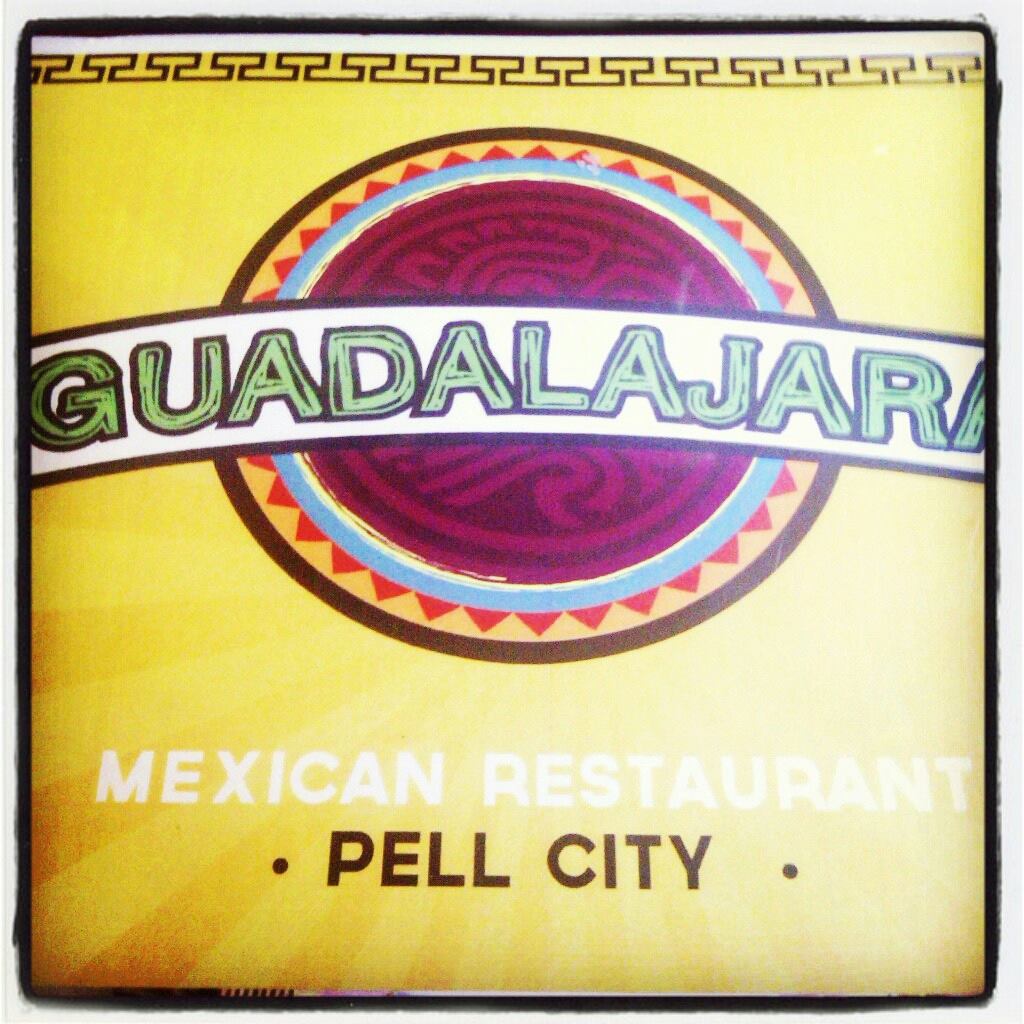 GUADALAJARA
MEXICAN RESTAURANT
• PELL CITY •